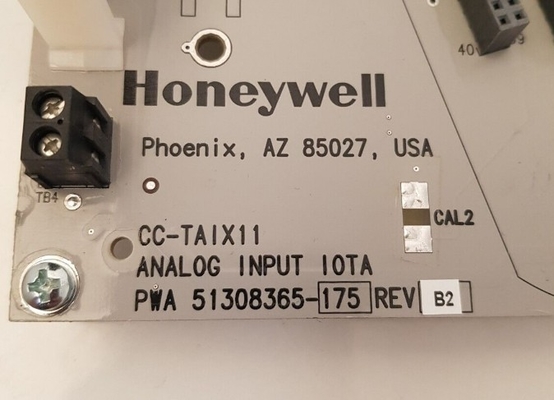 Honeywell
Phoenix, AZ 85027, USA
TB4
CAL2
CC-TAIX11
ANALOG INPUT IOTA
PWA 51308365-175 REV B2